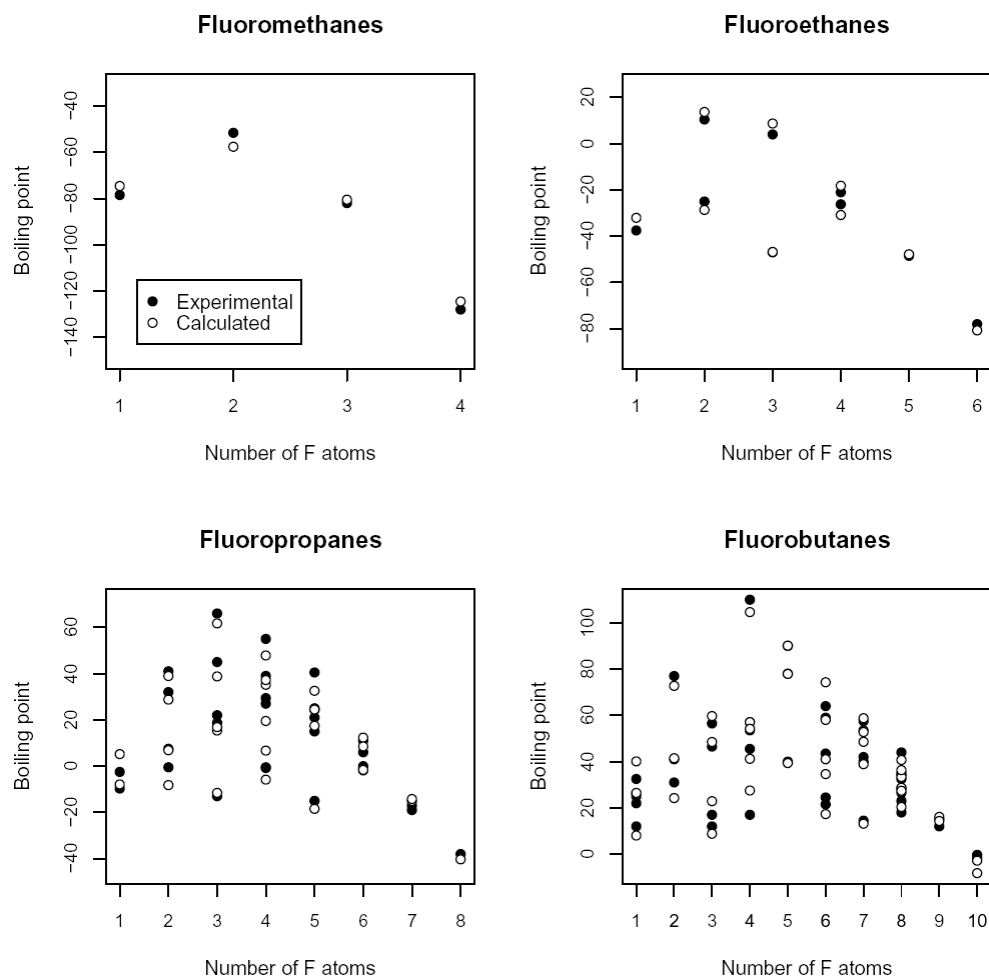 Fluoromethanes
Boiling point
−40
−60
−80
−100
−120
−140
Experimental
Calculated
1 2 3 4
Number of F atoms
Fluoroethanes
Boiling point
20
0
−20
−40
−60
−80
1 2 3 4 5 6
Number of F atoms
Fluoropropanes
Boiling point
60
40
20
0
−20
−40
1 2 3 4 5 6 7 8
Number of F atoms
Fluorobutanes
Boiling point
100
80
60
40
20
0
1 2 3 4 5 6 7 8 9 10
Number of F atoms